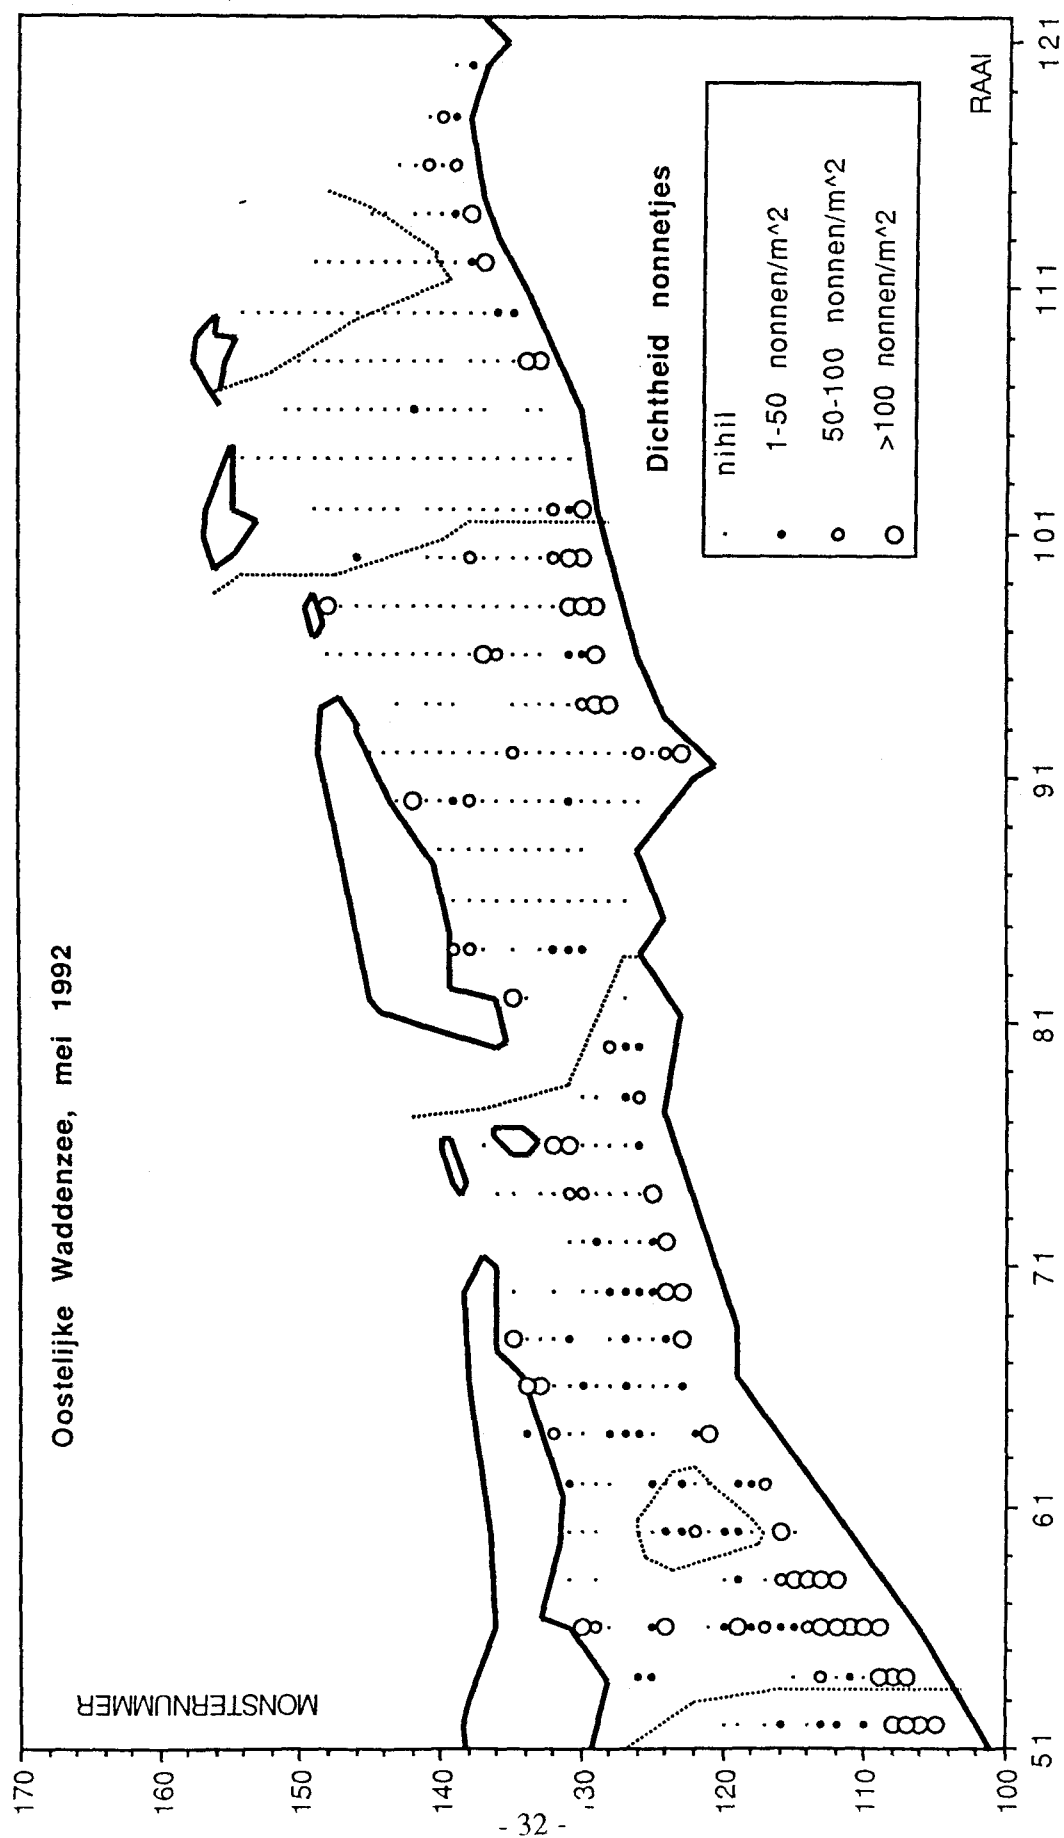 Oostelijke Waddenzee, mei 1992
MONSTERNUMMER
170
160
150
140
130
120
110
100
51
61
71
81
91
101
111
121
RAAI
Dichtheid nonnetjes
nihil
1-50 nonnen/m^2
50-100 nonnen/m^2
>100 nonnen/m^2
- 32 -